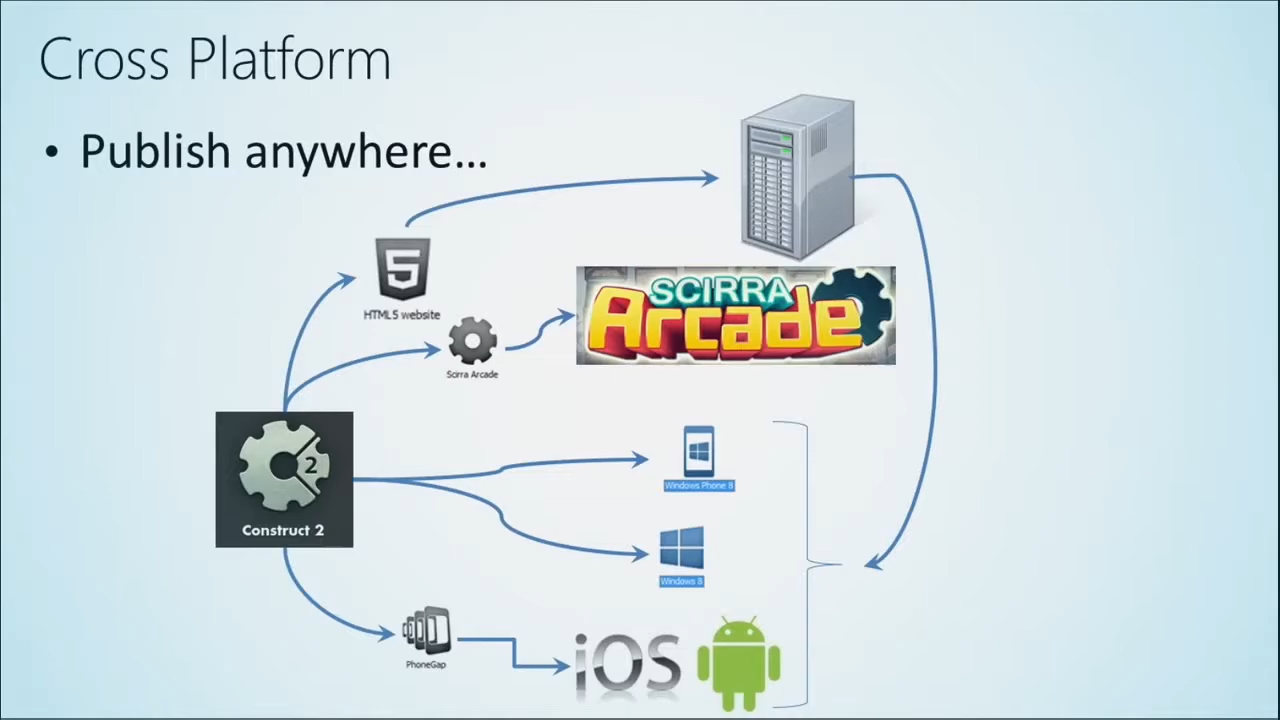 Cross Platform
• Publish anywhere...
5
HTML5 website
SCIRRA
Arcade
Scirra Arcade
2
Construct 2
Windows Phone 8
Windows 8
PhoneGap
iOS